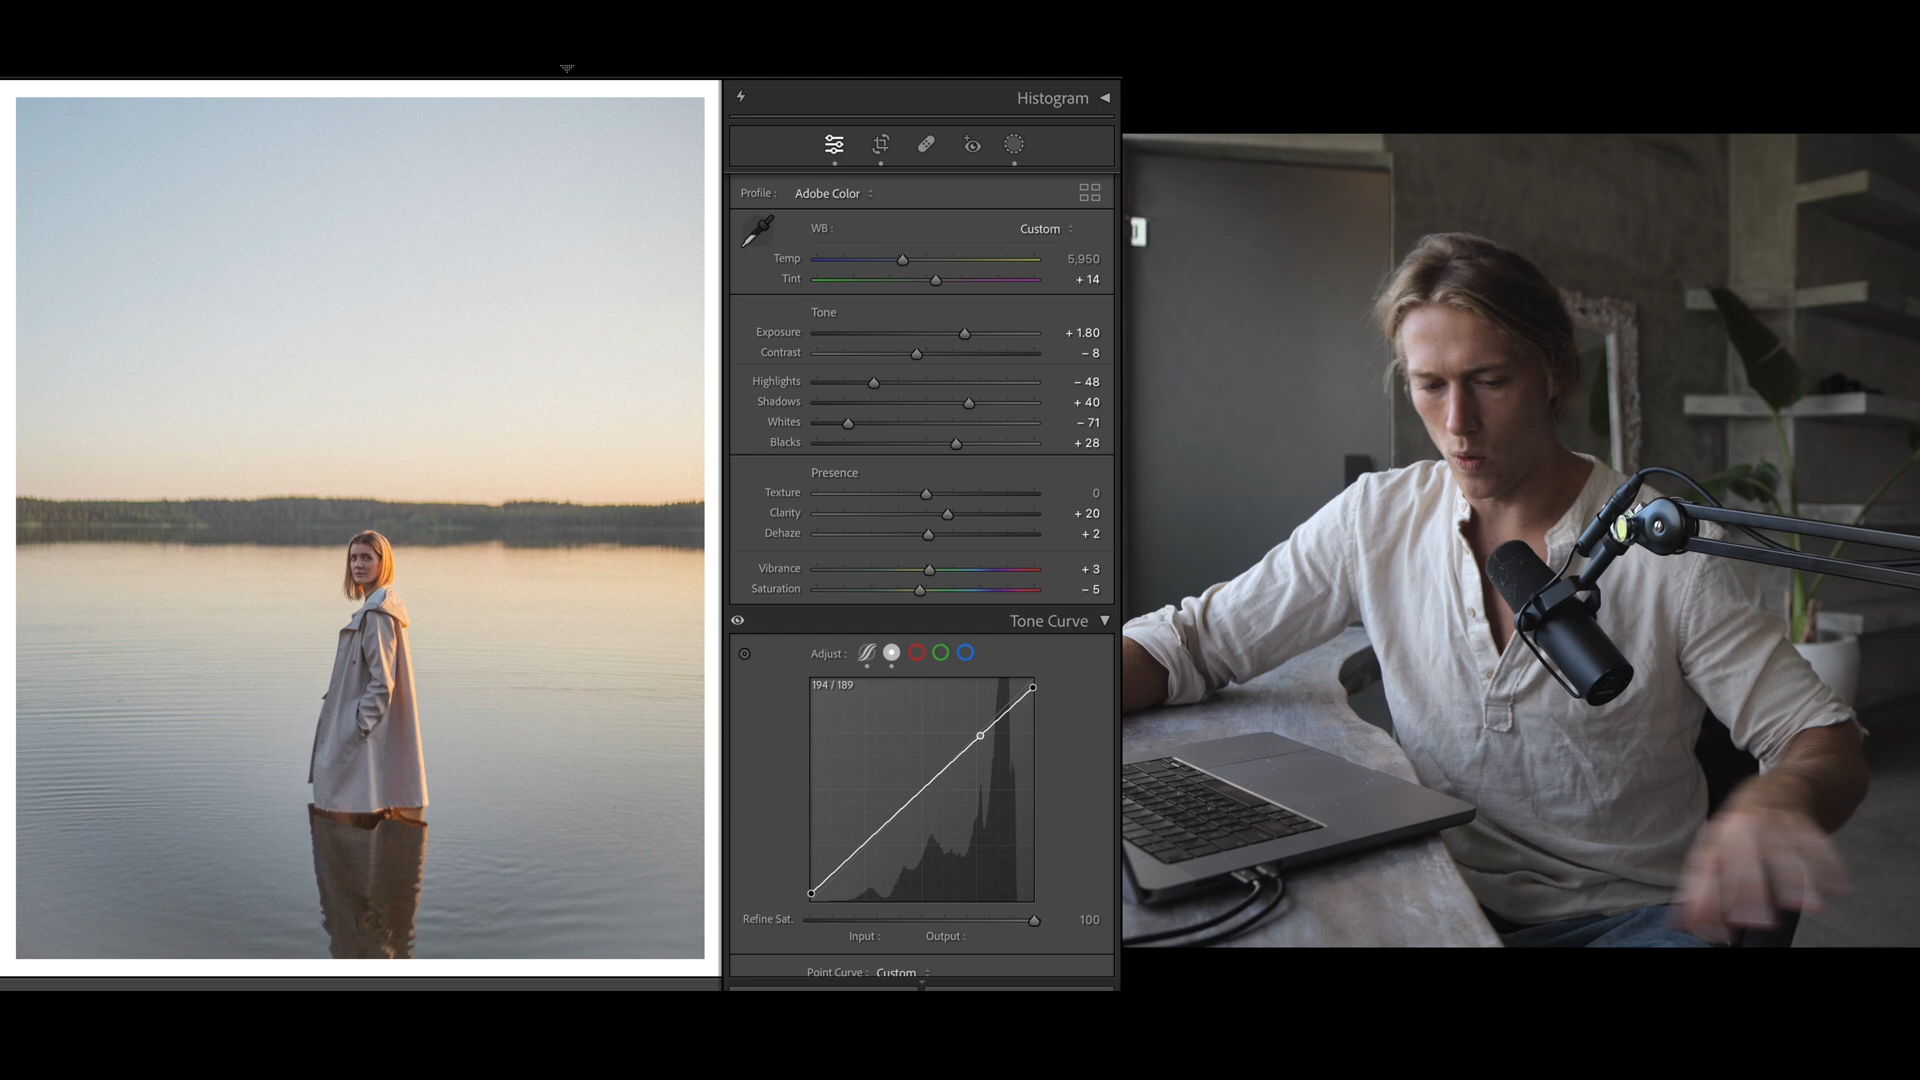 Histogram
Profile : Adobe Color
WB : Custom
Temp 5,950
Tint + 14
Tone
Exposure + 1.80
Contrast − 8
Highlights − 48
Shadows + 40
Whites − 71
Blacks + 28
Presence
Texture 0
Clarity + 20
Dehaze + 2
Vibrance + 3
Saturation − 5
Tone Curve
Adjust :
194 / 189
Refine Sat. 100
Input : Output :
Point Curve : Custom